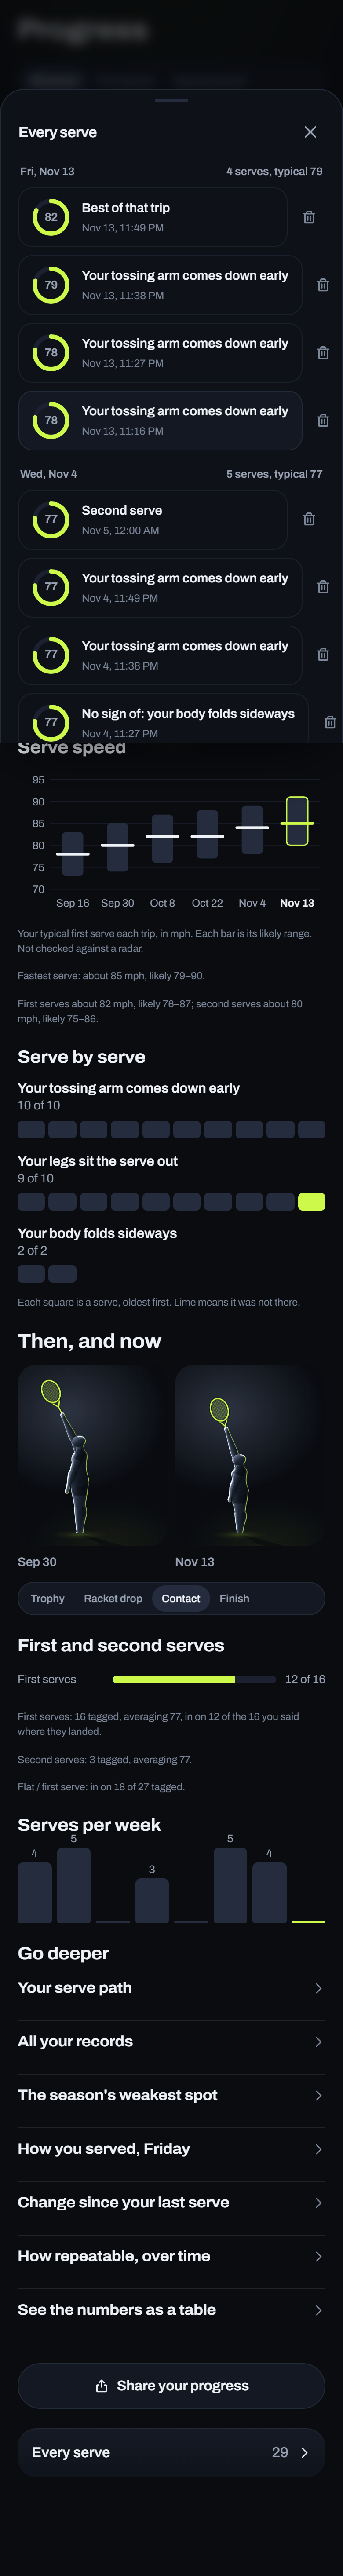 Progress
Every serve
Fri, Nov 13
4 serves, typical 79
82
Best of that trip
Nov 13, 11:49 PM
79
Your tossing arm comes down early
Nov 13, 11:38 PM
78
Your tossing arm comes down early
Nov 13, 11:27 PM
78
Your tossing arm comes down early
Nov 13, 11:16 PM
Wed, Nov 4
5 serves, typical 77
77
Second serve
Nov 5, 12:00 AM
77
Your tossing arm comes down early
Nov 4, 11:49 PM
77
Your tossing arm comes down early
Nov 4, 11:38 PM
77
No sign of: your body folds sideways
Nov 4, 11:27 PM
Serve speed
95
90
85
80
75
70
Sep 16 Sep 30 Oct 8 Oct 22 Nov 4 Nov 13
Your typical first serve each trip, in mph. Each bar is its likely range.
Not checked against a radar.
Fastest serve: about 85 mph, likely 79–90.
First serves about 82 mph, likely 76–87; second serves about 80
mph, likely 75–86.
Serve by serve
Your tossing arm comes down early
10 of 10
Your legs sit the serve out
9 of 10
Your body folds sideways
2 of 2
Each square is a serve, oldest first. Lime means it was not there.
Then, and now
Sep 30
Nov 13
Trophy Racket drop Contact Finish
First and second serves
First serves
12 of 16
First serves: 16 tagged, averaging 77, in on 12 of the 16 you said
where they landed.
Second serves: 3 tagged, averaging 77.
Flat / first serve: in on 18 of 27 tagged.
Serves per week
4
5
3
5
4
Go deeper
Your serve path
All your records
The season's weakest spot
How you served, Friday
Change since your last serve
How repeatable, over time
See the numbers as a table
Share your progress
Every serve
29